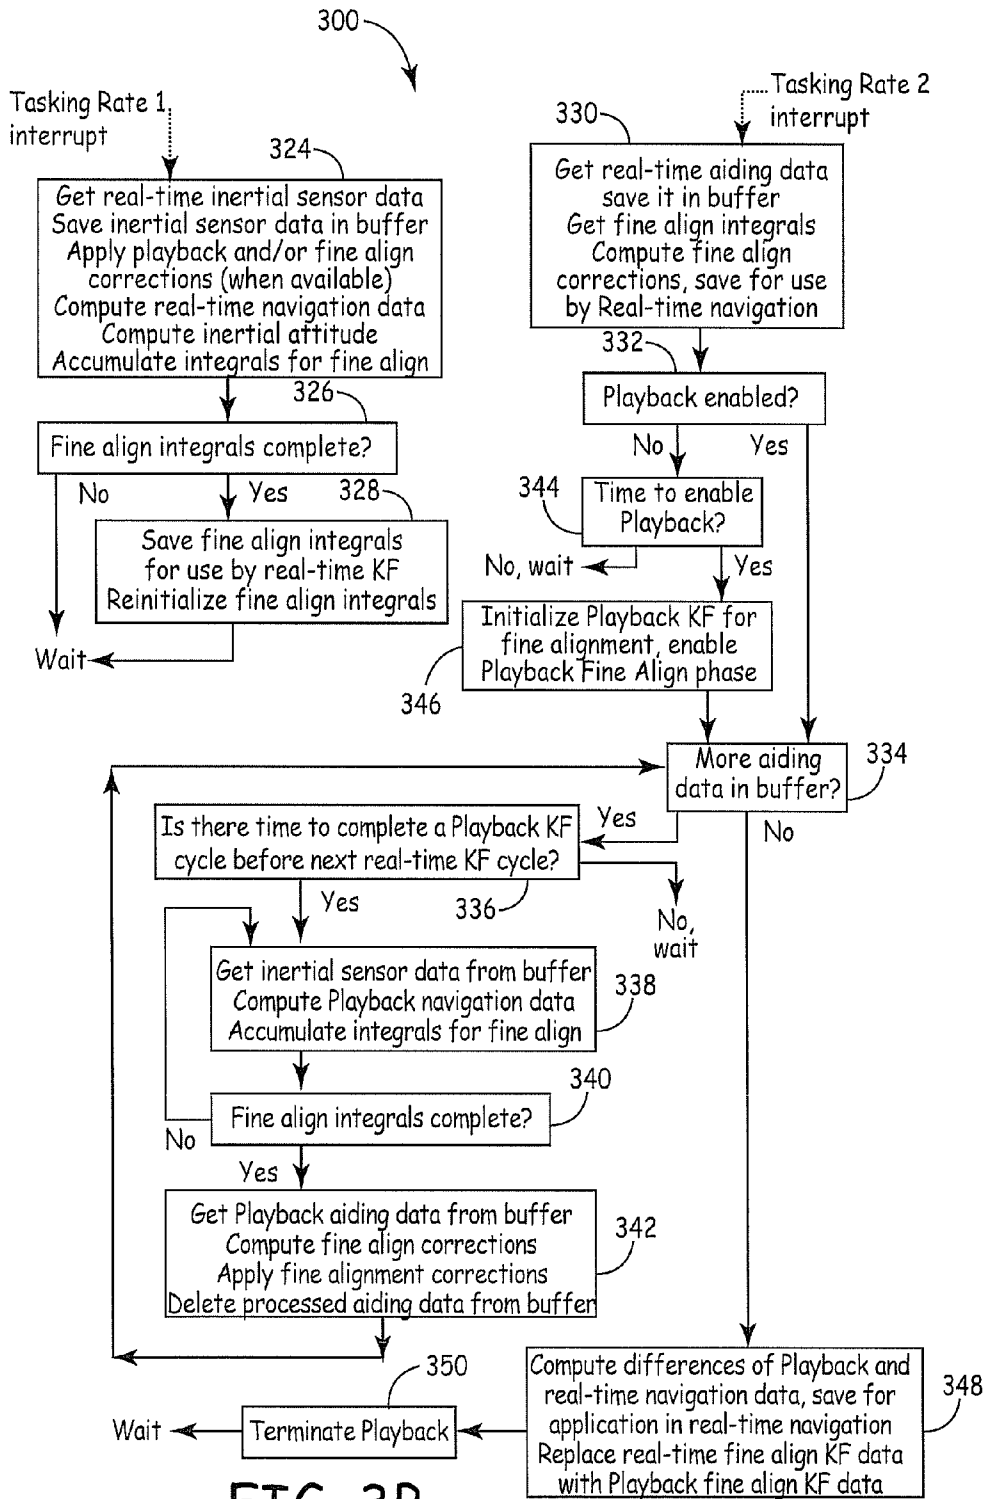 300
Tasking Rate 1
interrupt
324
Get real-time inertial sensor data
Save inertial sensor data in buffer
Apply playback and/or fine align
corrections (when available)
Compute real-time navigation data
Compute inertial attitude
Accumulate integrals for fine align
326
Fine align integrals complete?
No
Yes
328
Save fine align integrals
for use by real-time KF
Reinitialize fine align integrals
Wait
Tasking Rate 2
interrupt
330
Get real-time aiding data
save it in buffer
Get fine align integrals
Compute fine align
corrections, save for use
by Real-time navigation
332
Playback enabled?
No
Yes
344
Time to enable
Playback?
No, wait
Yes
Initialize Playback KF for
fine alignment, enable
Playback Fine Align phase
346
More aiding
data in buffer?
334
Yes
No
Is there time to complete a Playback KF
cycle before next real-time KF cycle?
Yes
336
No,
wait
Get inertial sensor data from buffer
Compute Playback navigation data
Accumulate integrals for fine align
338
340
Fine align integrals complete?
No
Yes
Get Playback aiding data from buffer
Compute fine align corrections
Apply fine alignment corrections
Delete processed aiding data from buffer
342
Compute differences of Playback and
real-time navigation data, save for
application in real-time navigation
Replace real-time fine align KF data
with Playback fine align KF data
348
350
Terminate Playback
Wait